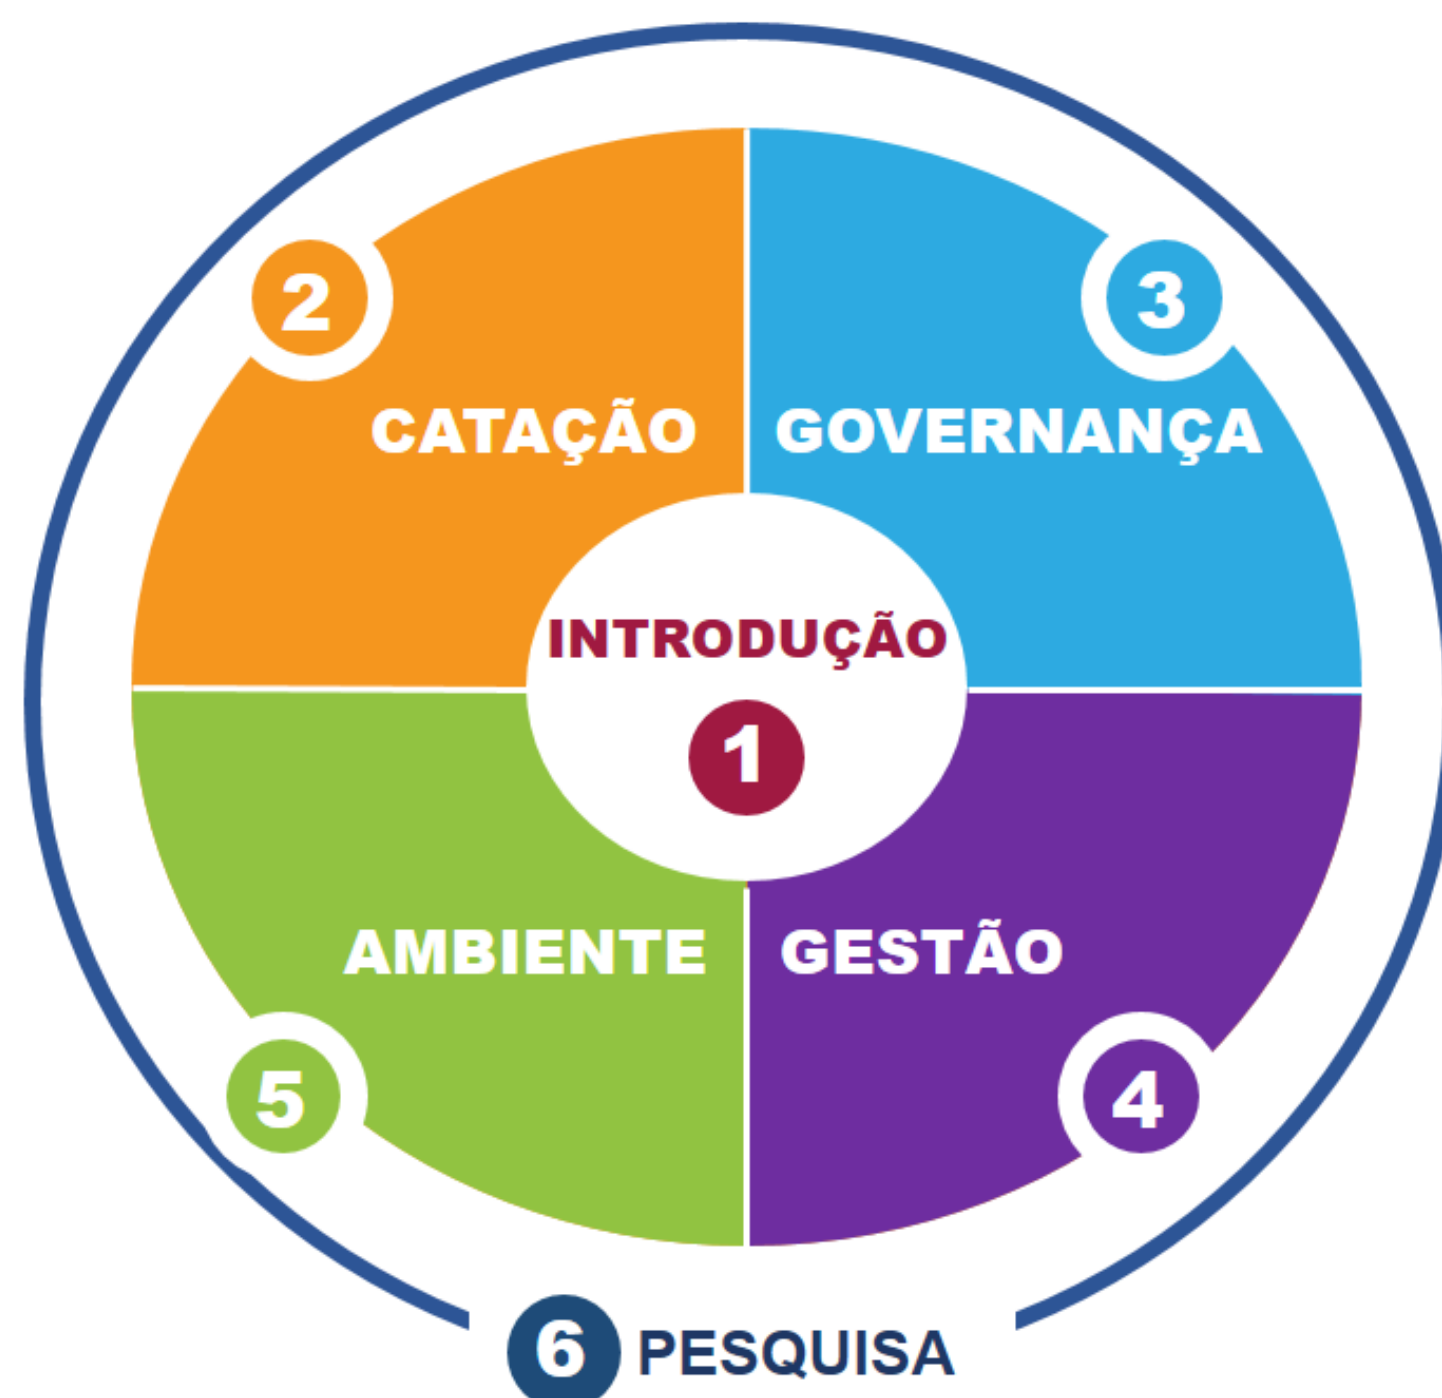 2
3
CATAÇÃO
GOVERNANÇA
INTRODUÇÃO
1
AMBIENTE
GESTÃO
5
4
6 PESQUISA